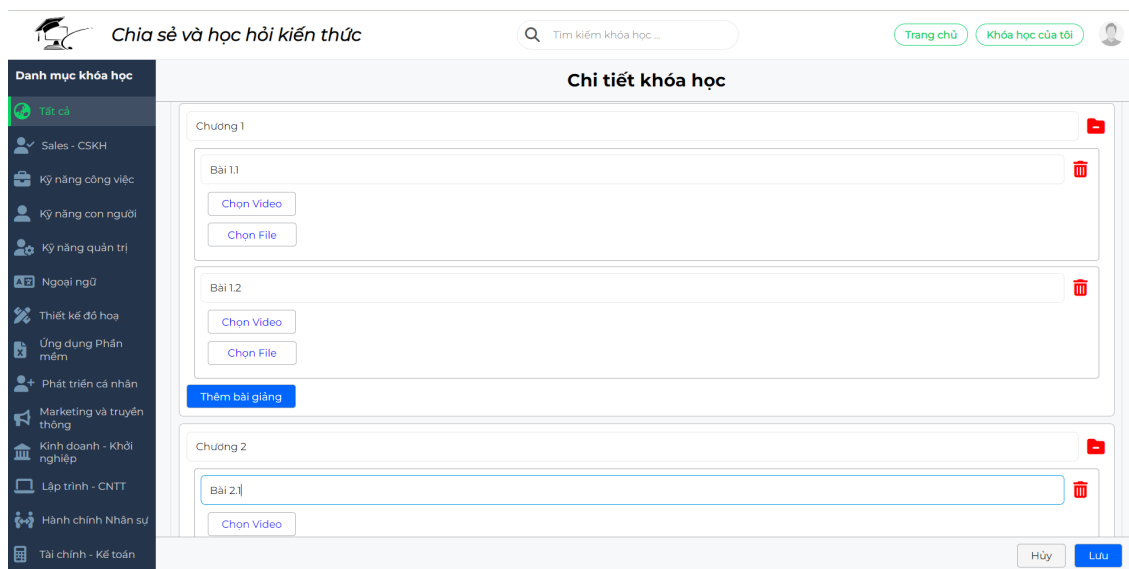 Chia sẻ và học hỏi kiến thức
Tìm kiếm khóa học ...
Trang chủ
Khóa học của tôi
Danh mục khóa học
Chi tiết khóa học
Tất cả
Sales - CSKH
Kỹ năng công việc
Kỹ năng con người
Kỹ năng quản trị
Ngoại ngữ
Thiết kế đồ hoạ
Ứng dụng Phần
mềm
Phát triển cá nhân
Marketing và truyền
thông
Kinh doanh - Khởi
nghiệp
Lập trình - CNTT
Hành chính Nhân sự
Tài chính - Kế toán
Chương 1
Bài 1.1
Chọn Video
Chọn File
Bài 1.2
Chọn Video
Chọn File
Thêm bài giảng
Chương 2
Bài 2.1
Chọn Video
Hủy
Lưu